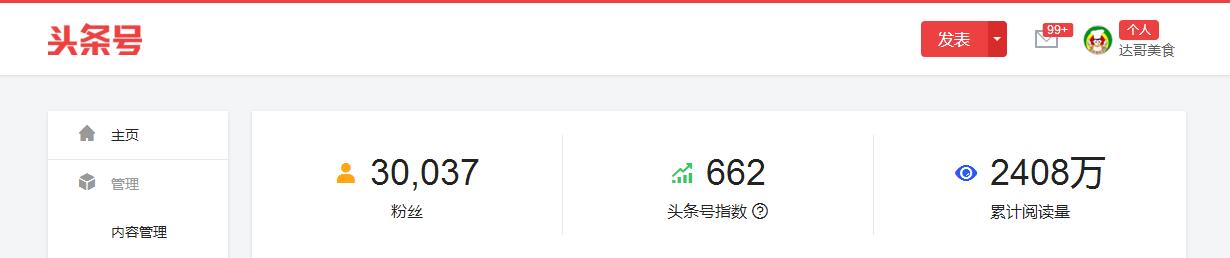 头条号
发表
99+
个人
达哥美食
主页
管理
内容管理
30,037
粉丝
662
头条号指数 ?
2408万
累计阅读量